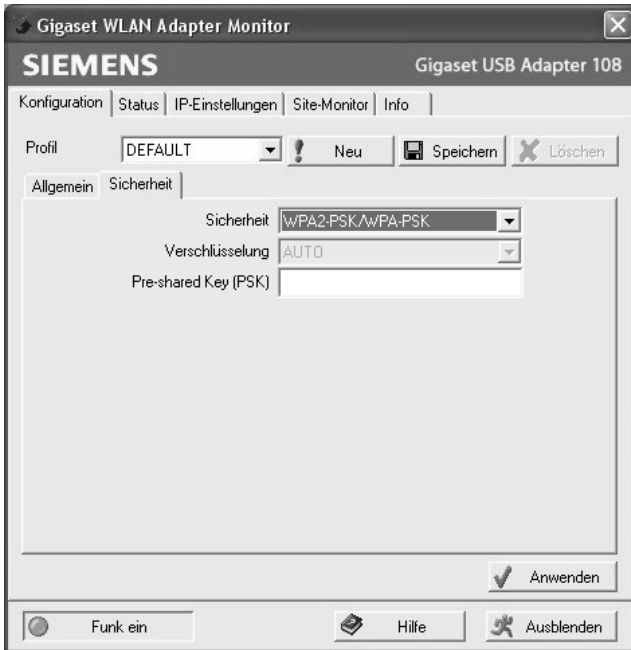 Gigaset WLAN Adapter Monitor
SIEMENS
Gigaset USB Adapter 108
Konfiguration Status IP-Einstellungen Site-Monitor Info
Profil DEFAULT Neu Speichern Löschen
Allgemein Sicherheit
Sicherheit WPA2-PSK/WPA-PSK
Verschlüsselung AUTO
Pre-shared Key (PSK)
Anwenden
Funk ein Hilfe Ausblenden